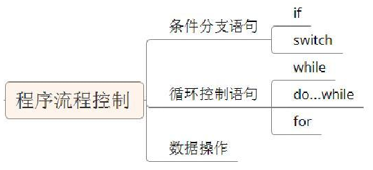 程序流程控制
条件分支语句
if
switch
循环控制语句
while
do...while
for
数据操作